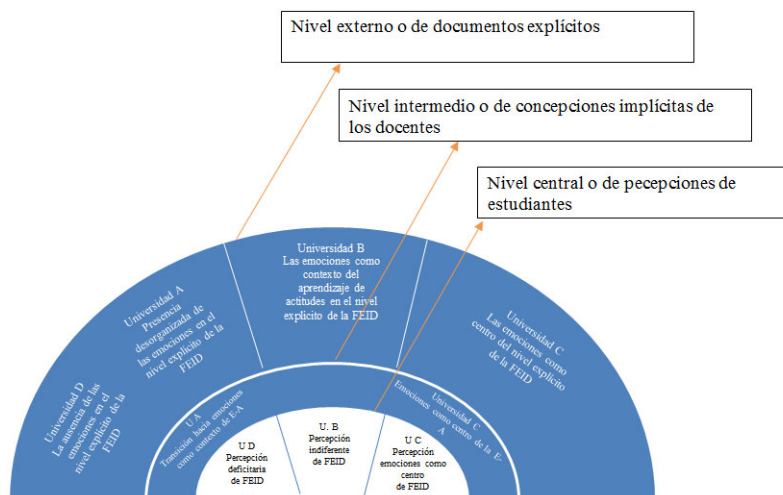 Nivel externo o de documentos explícitos
Nivel intermedio o de concepciones implícitas de
los docentes
Nivel central o de pecepciones de
estudiantes
Universidad D
La ausencia de las
emociones en el
nivel explícito de la
FEID
Universidad A
Presencia
desorganizada de
las emociones en el
nivel explícito de la
FEID
Universidad B
Las emociones como
contexto del
aprendizaje de
actitudes en el nivel
explícito de la FEID
Universidad C
Las emociones como
centro del nivel explícito
de la FEID
U A
Transición hacia emociones
como contexto de E-A
Universidad C
Emociones como centro de la E-
A
U D
Percepción
deficitaria
de FEID
U. B
Percepción
indiferente
de FEID
U C
Percepción
emociones como
centro
de FEID